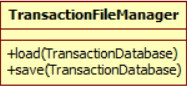 TransactionFileManager
+load(TransactionDatabase)
+save(TransactionDatabase)